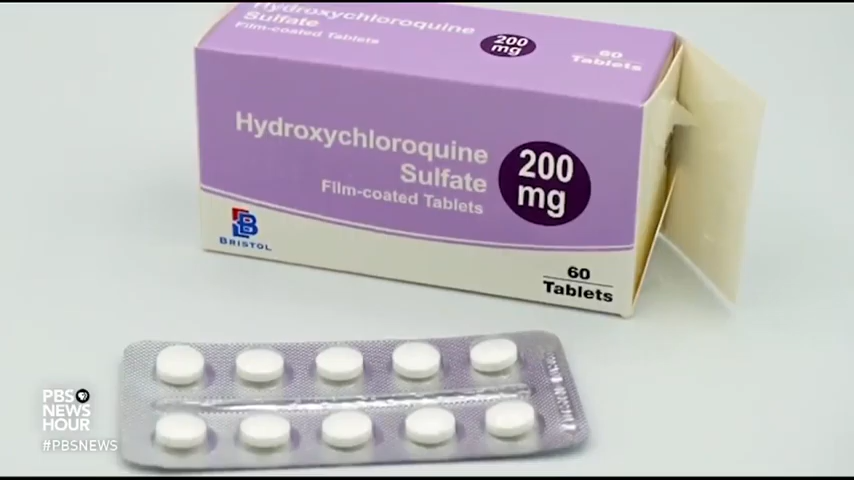 Hydroxychloroquine
Sulfate
Film-coated Tablets
200
mg
60
Tablets
Hydroxychloroquine
Sulfate
Film-coated Tablets
200
mg
BRISTOL
60
Tablets
PBS
NEWS
HOUR
#PBSNEWS